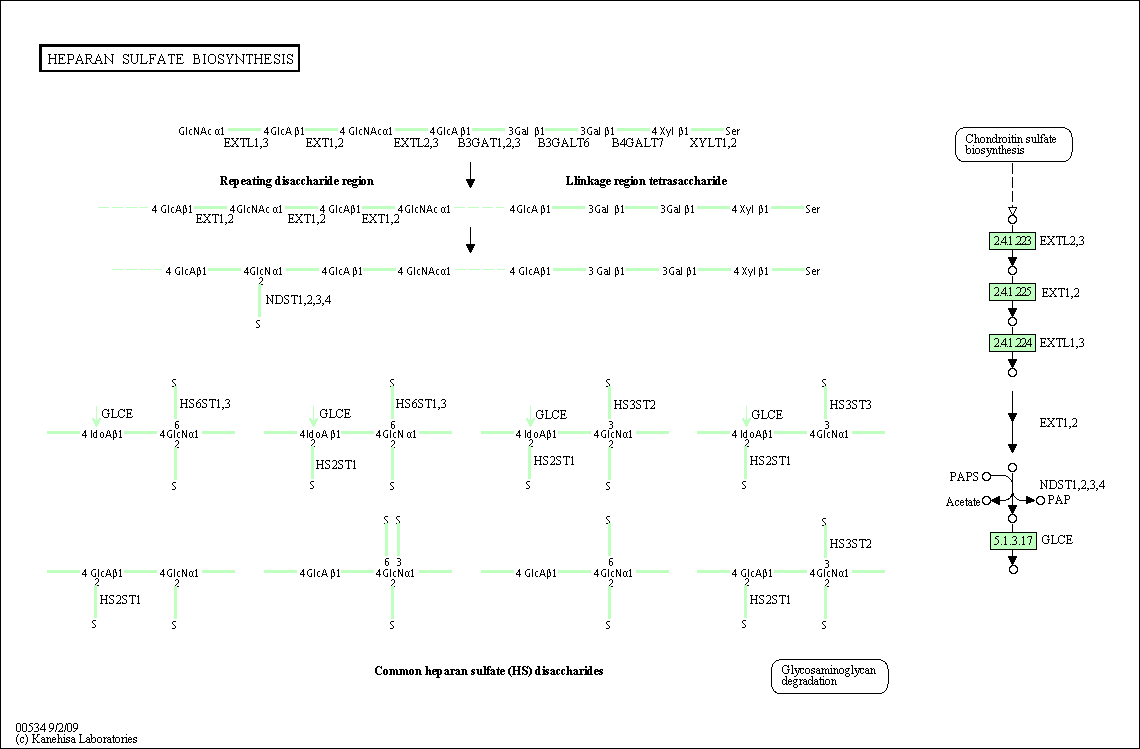 HEPARAN SULFATE BIOSYNTHESIS
GlcNAc α1 4 GlcA β1 4 GlcNAcα1 4GlcA β1 3Gal β1 3Gal β1 4 Xyl β1 Ser
EXTL1,3 EXT1,2 EXTL2,3 B3GAT1,2,3 B3GALT6 B4GALT7 XYLT1,2
Chondroitin sulfate
biosynthesis
Repeating disaccharide region Llinkage region tetrasaccharide
4 GlcAβ1 4 GlcNAc α1 4 GlcAβ1 4 GlcNAc α1 4GlcA β1 3Gal β1 3Gal β1 4 Xyl β1 Ser
EXT1,2 EXT1,2 EXT1,2
2.4.1.223 EXTL2,3
4 GlcAβ1 4GlcN α1 4 GlcA β1 4 GlcNAcα1 4 GlcAβ1 3 Gal β1 3Gal β1 4 Xyl β1 Ser
2
NDST1,2,3,4
S
2.4.1.225 EXT1,2
2.4.1.224 EXTL1,3
S S S S
HS6ST1,3 HS6ST1,3 HS3ST2 HS3ST3
GLCE GLCE GLCE GLCE
6 6 3 3
4 IdoAβ1 4GlcN α1 4 IdoA β1 4GlcN α1 4 IdoAβ1 4GlcN α1 4 IdoAβ1 4GlcNα1
2 2 2 2 2 2 2
HS2ST1 HS2ST1 HS2ST1
S S S S S S S
EXT1,2
PAPS NDST1,2,3,4
Acetate PAP
5.1.3.17 GLCE
S S S S
HS3ST2
6 3 6 3
4 GlcAβ1 4GlcNα1 4GlcA β1 4GlcNα1 4 GlcAβ1 4GlcNα1 4 GlcAβ1 4GlcNα1
2 2 2 2 2 2
HS2ST1 HS2ST1
S S S S S S
Common heparan sulfate (HS) disaccharides
Glycosaminoglycan
degradation
00534 9/2/09
(c) Kanehisa Laboratories